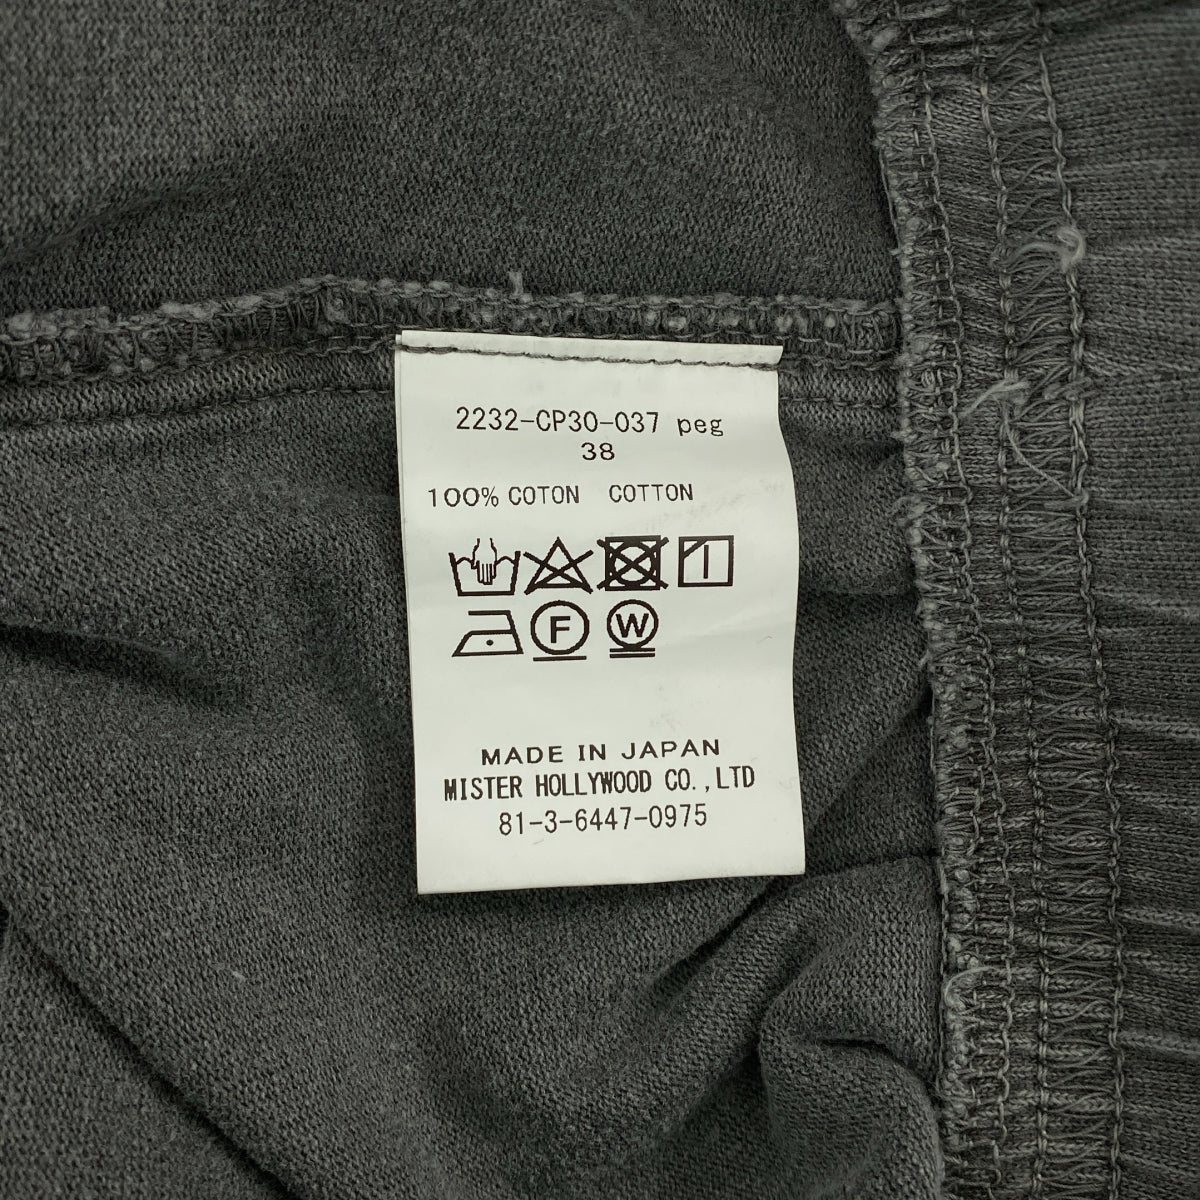 2232-CP30-037 peg
38
100% COTON COTTON
F W
MADE IN JAPAN
MISTER HOLLYWOOD CO.,LTD
81-3-6447-0975